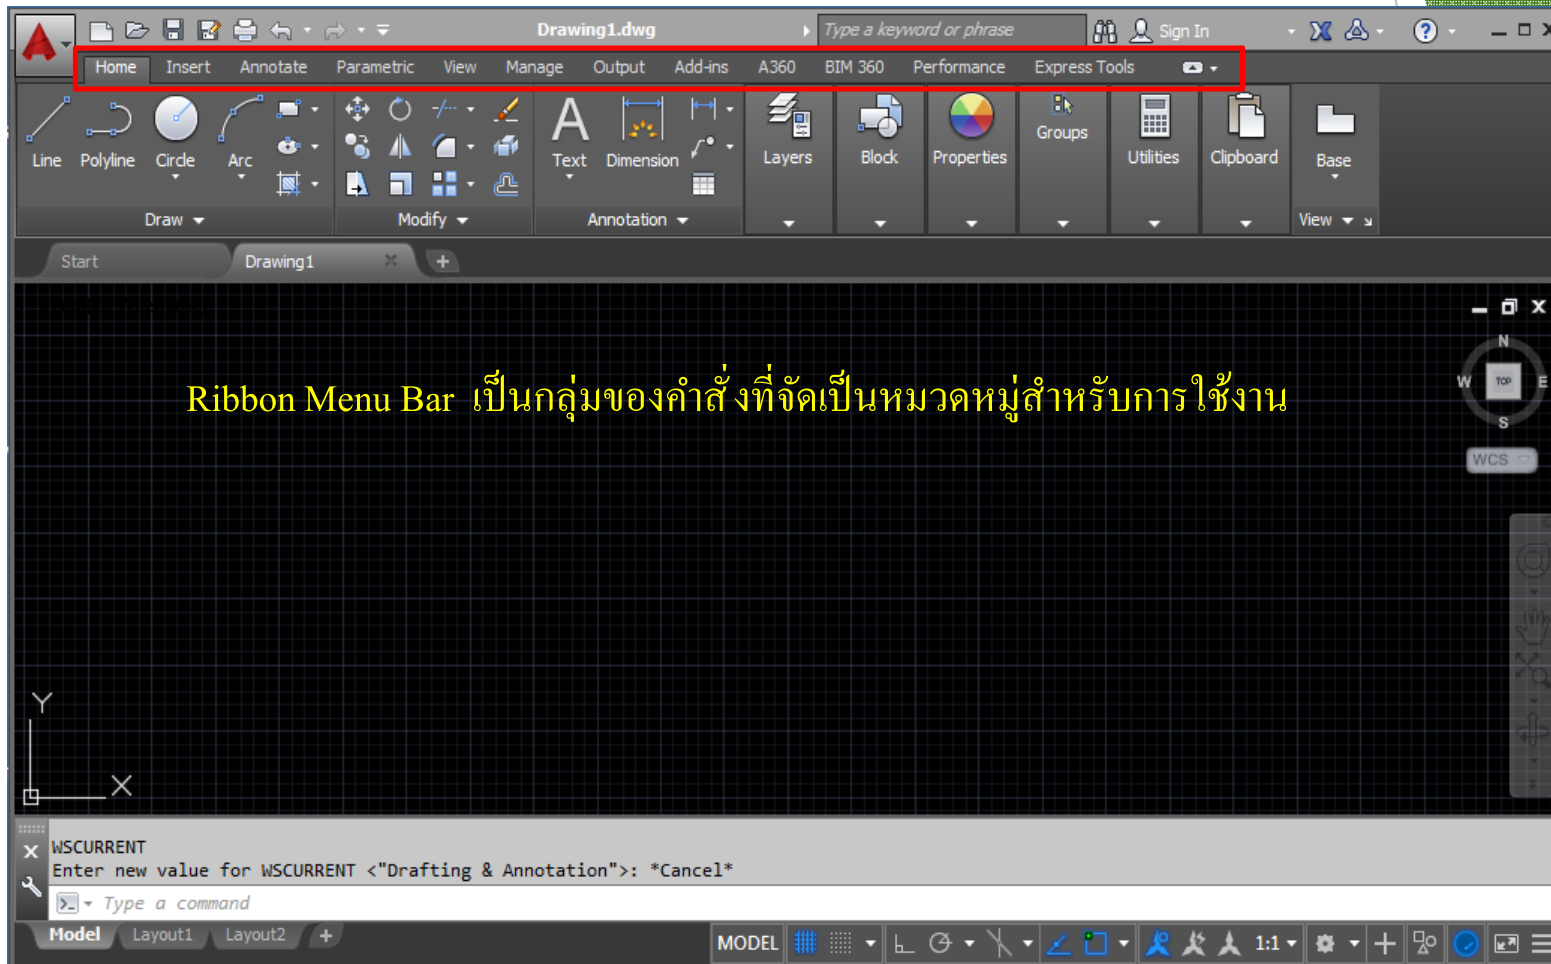 Drawing1.dwg
Type a keyword or phrase
Sign In
Home Insert Annotate Parametric View Manage Output Add-ins A360 BIM 360 Performance Express Tools
Line Polyline Circle Arc Text Dimension Layers Block Properties Groups Utilities Clipboard Base
Draw Modify Annotation View
Start Drawing1
N
W TOP E
S
WCS
Ribbon Menu Bar เป็นกลุ่มของคำสั่งที่จัดเป็นหมวดหมู่สำหรับการใช้งาน
Y
X
WSCURRENT
Enter new value for WSCURRENT <"Drafting & Annotation">: *Cancel*
Type a command
Model Layout1 Layout2 +
MODEL 1:1